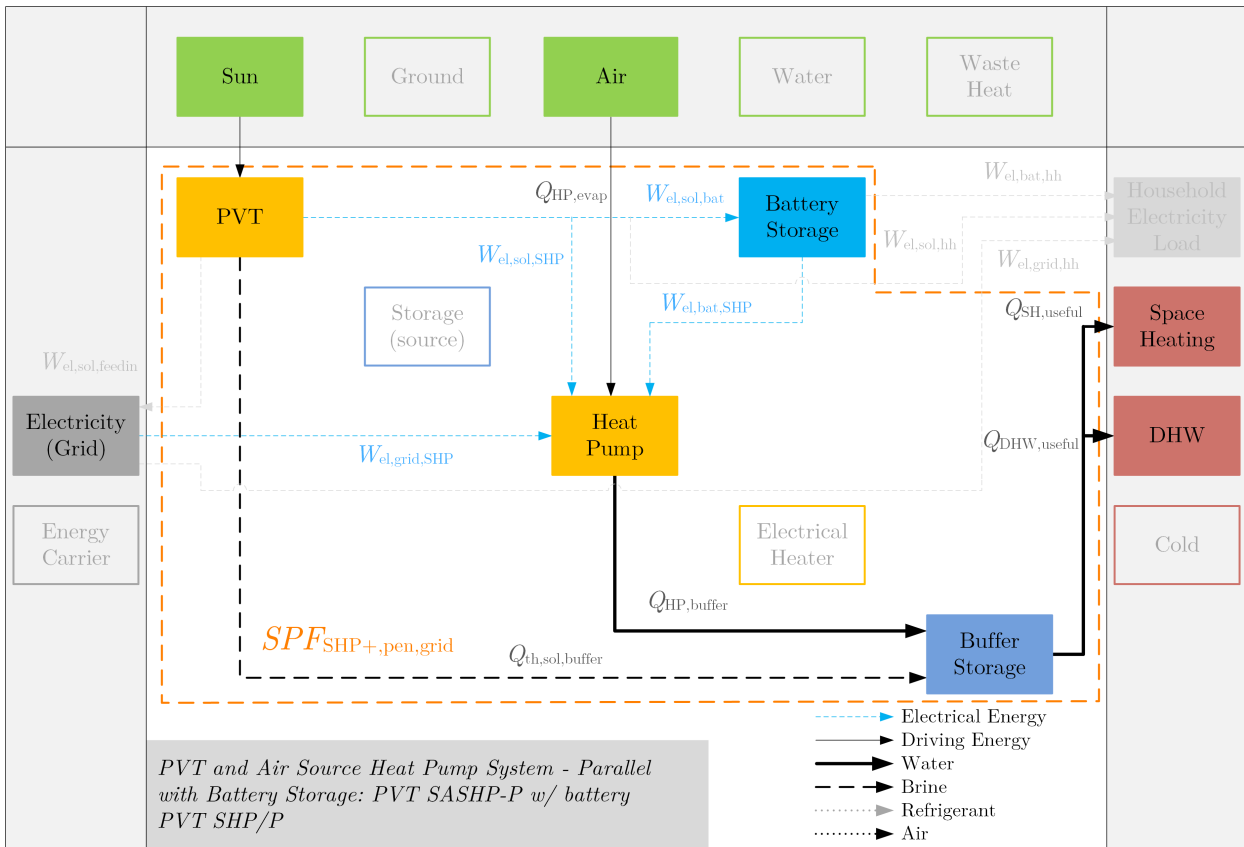 Sun
Ground
Air
Water
Waste
Heat
PVT
Q_HP,evap
W_el,sol,bat
Battery
Storage
W_el,bat,hh
Household
Electricity
Load
W_el,sol,SHP
W_el,sol,hh
W_el,grid,hh
Storage
(source)
W_el,bat,SHP
Q_SH,useful
Space
Heating
W_el,sol,feedin
Electricity
(Grid)
W_el,grid,SHP
Heat
Pump
Q_DHW,useful
DHW
Energy
Carrier
Electrical
Heater
Cold
Q_HP,buffer
SPF_SHP+,pen,grid
Q_th,sol,buffer
Buffer
Storage
Electrical Energy
Driving Energy
Water
Brine
Refrigerant
Air
PVT and Air Source Heat Pump System - Parallel
with Battery Storage: PVT SASHP-P w/ battery
PVT SHP/P